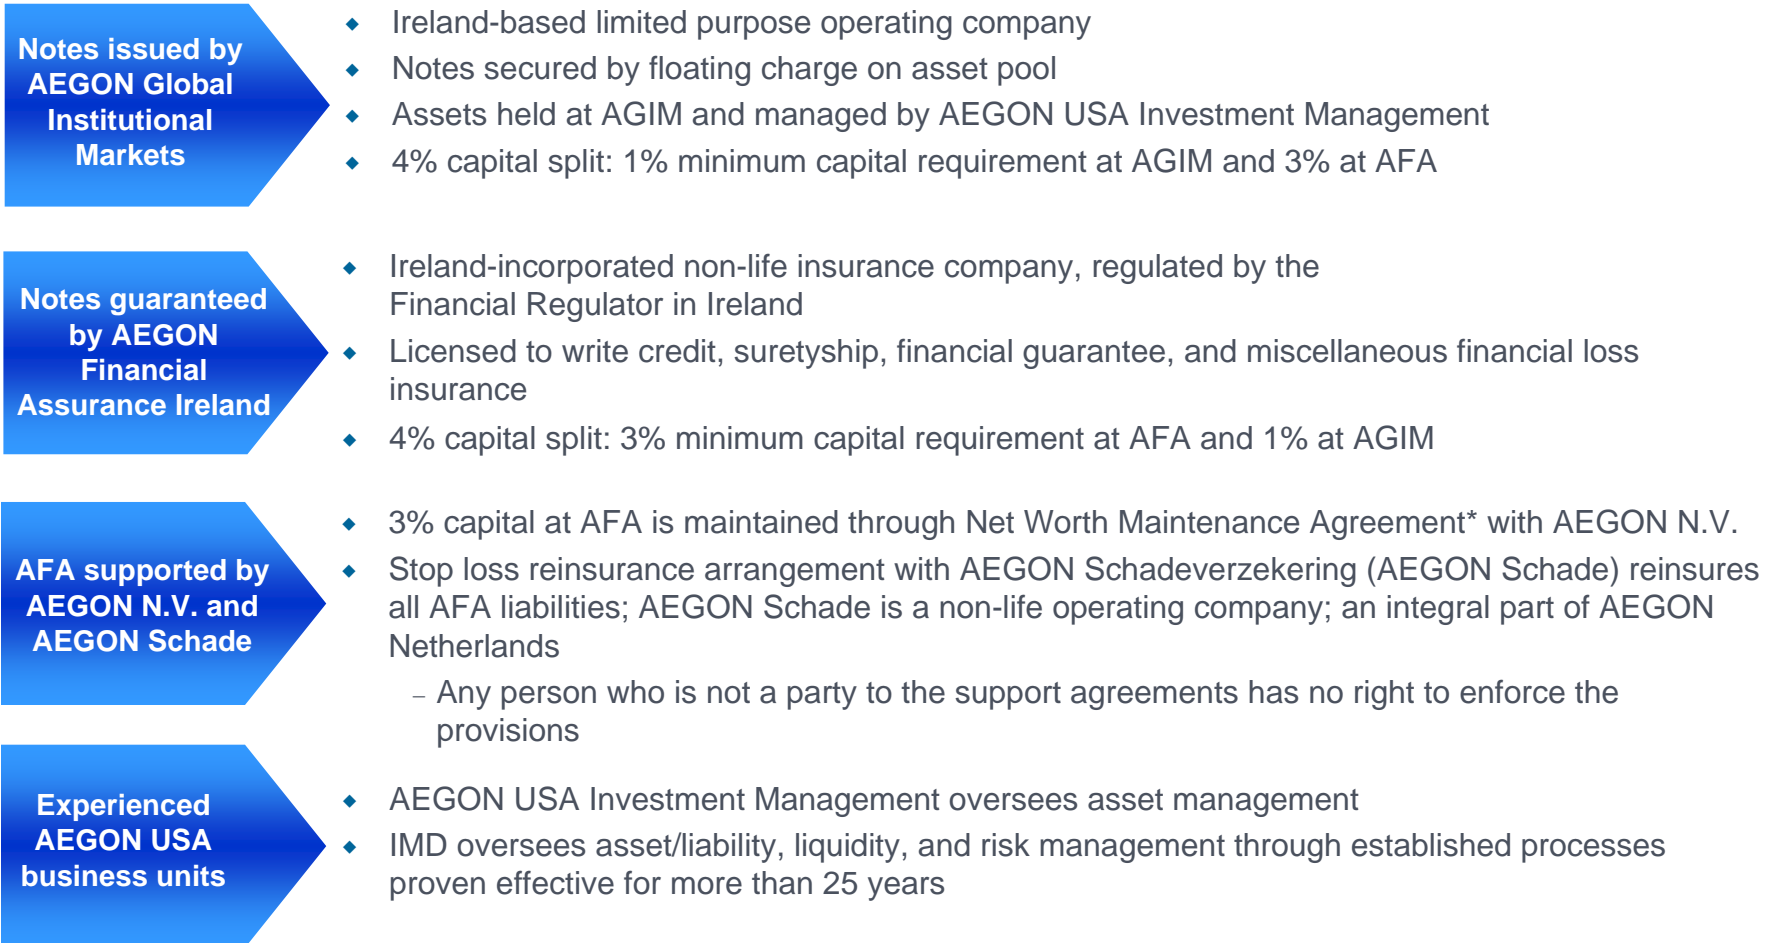 Notes issued by
AEGON Global
Institutional
Markets
Ireland-based limited purpose operating company
Notes secured by floating charge on asset pool
Assets held at AGIM and managed by AEGON USA Investment Management
4% capital split: 1% minimum capital requirement at AGIM and 3% at AFA
Notes guaranteed
by AEGON
Financial
Assurance Ireland
Ireland-incorporated non-life insurance company, regulated by the
Financial Regulator in Ireland
Licensed to write credit, suretyship, financial guarantee, and miscellaneous financial loss
insurance
4% capital split: 3% minimum capital requirement at AFA and 1% at AGIM
AFA supported by
AEGON N.V. and
AEGON Schade
3% capital at AFA is maintained through Net Worth Maintenance Agreement* with AEGON N.V.
Stop loss reinsurance arrangement with AEGON Schadeverzekering (AEGON Schade) reinsures
all AFA liabilities; AEGON Schade is a non-life operating company; an integral part of AEGON
Netherlands
– Any person who is not a party to the support agreements has no right to enforce the
provisions
Experienced
AEGON USA
business units
AEGON USA Investment Management oversees asset management
IMD oversees asset/liability, liquidity, and risk management through established processes
proven effective for more than 25 years